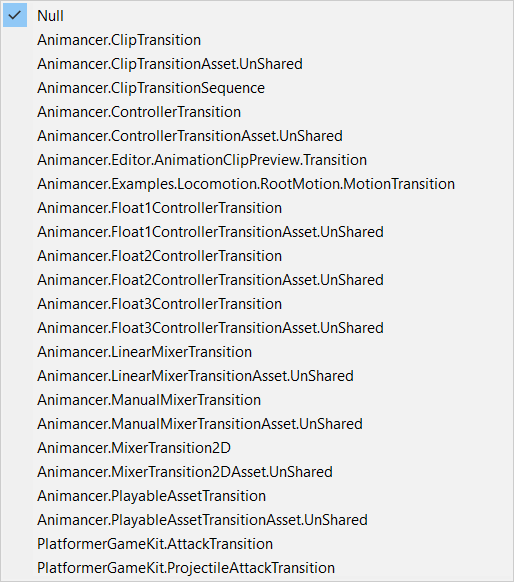 Null
Animancer.ClipTransition
Animancer.ClipTransitionAsset.UnShared
Animancer.ClipTransitionSequence
Animancer.ControllerTransition
Animancer.ControllerTransitionAsset.UnShared
Animancer.Editor.AnimationClipPreview.Transition
Animancer.Examples.Locomotion.RootMotion.MotionTransition
Animancer.Float1ControllerTransition
Animancer.Float1ControllerTransitionAsset.UnShared
Animancer.Float2ControllerTransition
Animancer.Float2ControllerTransitionAsset.UnShared
Animancer.Float3ControllerTransition
Animancer.Float3ControllerTransitionAsset.UnShared
Animancer.LinearMixerTransition
Animancer.LinearMixerTransitionAsset.UnShared
Animancer.ManualMixerTransition
Animancer.ManualMixerTransitionAsset.UnShared
Animancer.MixerTransition2D
Animancer.MixerTransition2DAsset.UnShared
Animancer.PlayableAssetTransition
Animancer.PlayableAssetTransitionAsset.UnShared
PlatformerGameKit.AttackTransition
PlatformerGameKit.ProjectileAttackTransition